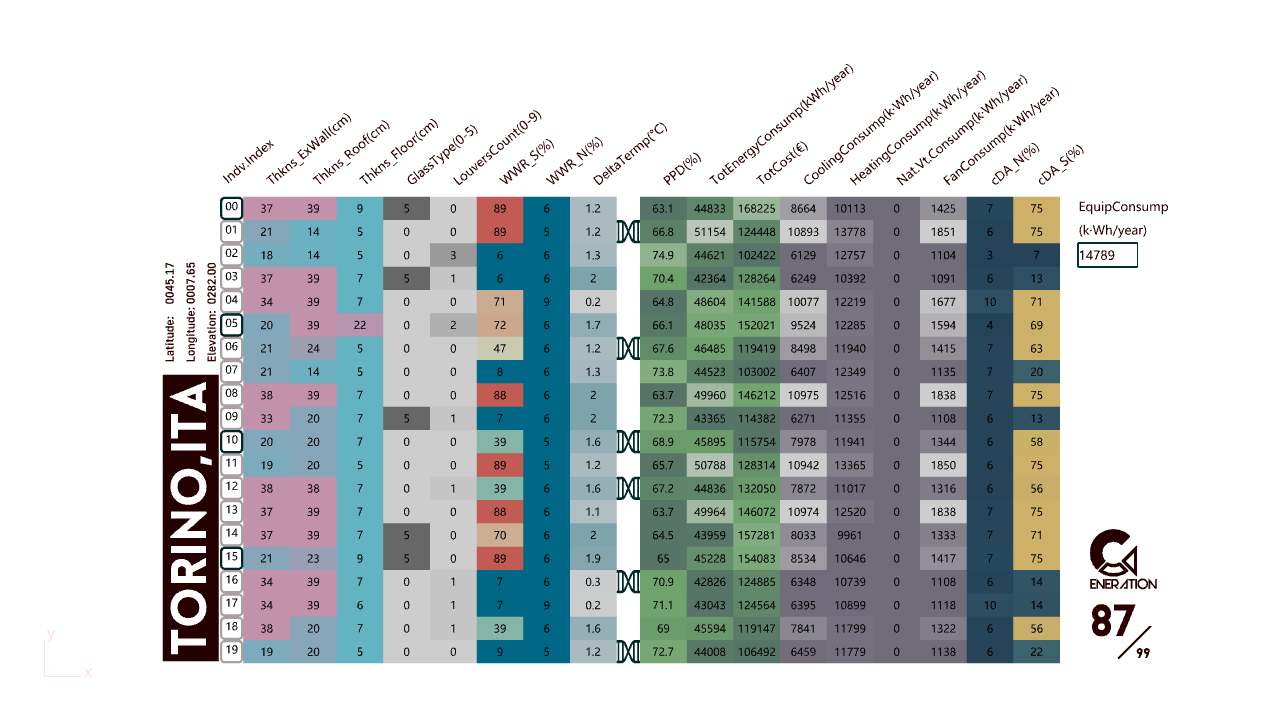 Indv.Index Thkns_ExWall(cm) Thkns_Roof(cm) Thkns_Floor(cm) GlassType(0-5) LouversCount(0-9) WWR_S(%) WWR_N(%) DeltaTermp(°C) PPD(%) TotEnergyConsump(kWh/year) TotCost(€) CoolingConsump(k·Wh/year) HeatingConsump(k·Wh/year) Nat.Vt.Consump(k·Wh/year) FanConsump(k·Wh/year) cDA_N(%) cDA_S(%)
00 37 39 9 5 0 89 6 1.2 63.1 44833 168225 8664 10113 0 1425 7 75
01 21 14 5 0 0 89 5 1.2 66.8 51154 124448 10893 13778 0 1851 6 75
02 18 14 5 0 3 6 6 1.3 74.9 44621 102422 6129 12757 0 1104 3 7
03 37 39 7 5 1 6 6 2 70.4 42364 128264 6249 10392 0 1091 6 13
04 34 39 7 0 0 71 9 0.2 64.8 48604 141588 10077 12219 0 1677 10 71
05 20 39 22 0 2 72 6 1.7 66.1 48035 152021 9524 12285 0 1594 4 69
06 21 24 5 0 0 47 6 1.2 67.6 46485 119419 8498 11940 0 1415 7 63
07 21 14 5 0 0 8 6 1.3 73.8 44523 103002 6407 12349 0 1135 7 20
08 38 39 7 0 0 88 6 2 63.7 49960 146212 10975 12516 0 1838 7 75
09 33 20 7 5 1 7 6 2 72.3 43365 114382 6271 11355 0 1108 6 13
10 20 20 7 0 0 39 5 1.6 68.9 45895 115754 7978 11941 0 1344 6 58
11 19 20 5 0 0 89 5 1.2 65.7 50788 128314 10942 13365 0 1850 6 75
12 38 38 7 0 1 39 6 1.6 67.2 44836 132050 7872 11017 0 1316 6 56
13 37 39 7 0 0 88 6 1.1 63.7 49964 146072 10974 12520 0 1838 7 75
14 37 39 7 5 0 70 6 2 64.5 43959 157281 8033 9961 0 1333 7 71
15 21 23 9 5 0 89 6 1.9 65 45228 154083 8534 10646 0 1417 7 75
16 34 39 7 0 1 7 6 0.3 70.9 42826 124885 6348 10739 0 1108 6 14
17 34 39 6 0 1 7 9 0.2 71.1 43043 124564 6395 10899 0 1118 10 14
18 38 20 7 0 1 39 6 1.6 69 45594 119147 7841 11799 0 1322 6 56
19 19 20 5 0 0 9 5 1.2 72.7 44008 106492 6459 11779 0 1138 6 22
EquipConsump
(k·Wh/year)
14789
Latitude: 0045.17
Longitude: 0007.65
Elevation: 0282.00
TORINO,ITA
GENERATION
87/99
y
x